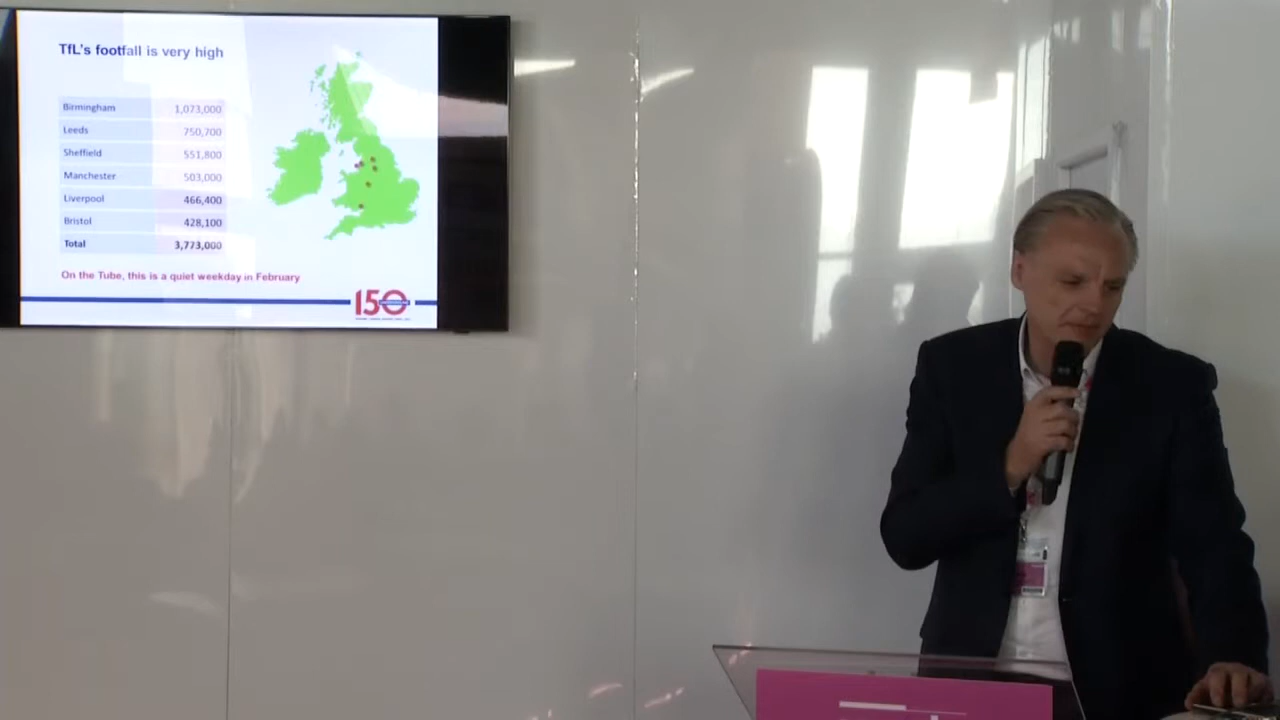 TfL's footfall is very high
Birmingham 1,073,000
Leeds 750,700
Sheffield 551,800
Manchester 503,000
Liverpool 466,400
Bristol 428,100
Total 3,773,000
On the Tube, this is a quiet weekday in February
150